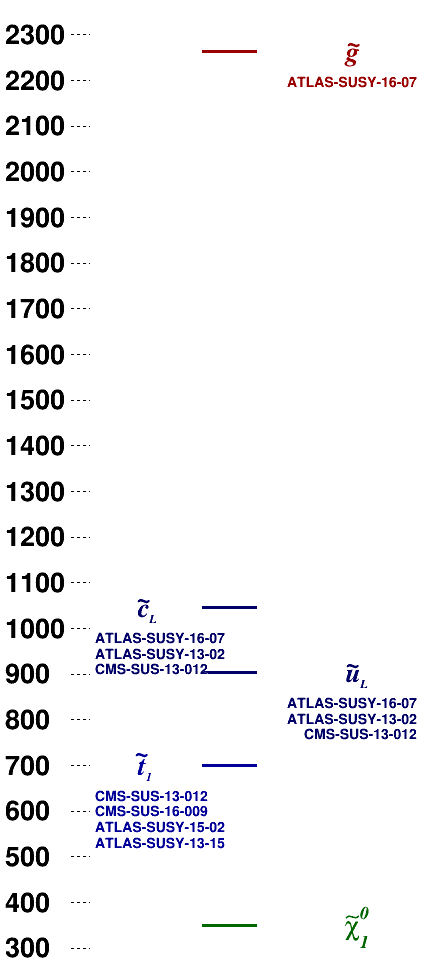 2300
g̃
2200
ATLAS-SUSY-16-07
2100
2000
1900
1800
1700
1600
1500
1400
1300
1200
1100
c̃L
1000
ATLAS-SUSY-16-07
ATLAS-SUSY-13-02
CMS-SUS-13-012
900
ũL
ATLAS-SUSY-16-07
ATLAS-SUSY-13-02
CMS-SUS-13-012
800
700
t̃1
CMS-SUS-13-012
CMS-SUS-16-009
ATLAS-SUSY-15-02
ATLAS-SUSY-13-15
600
500
400
χ̃01
300